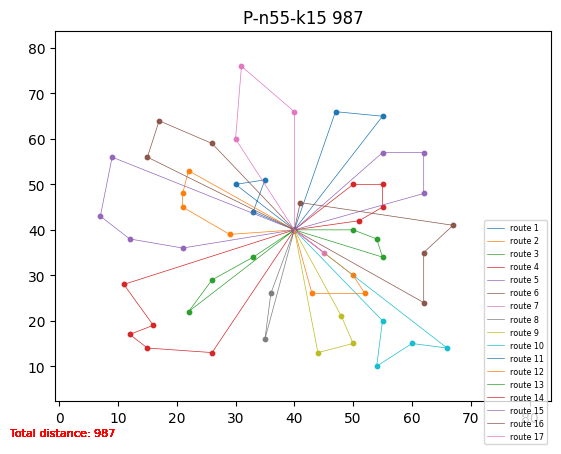 P-n55-k15 987
80
70
60
50
40
30
20
10
0
10
20
30
40
50
60
70
80
route 1
route 2
route 3
route 4
route 5
route 6
route 7
route 8
route 9
route 10
route 11
route 12
route 13
route 14
route 15
route 16
route 17
Total distance: 987